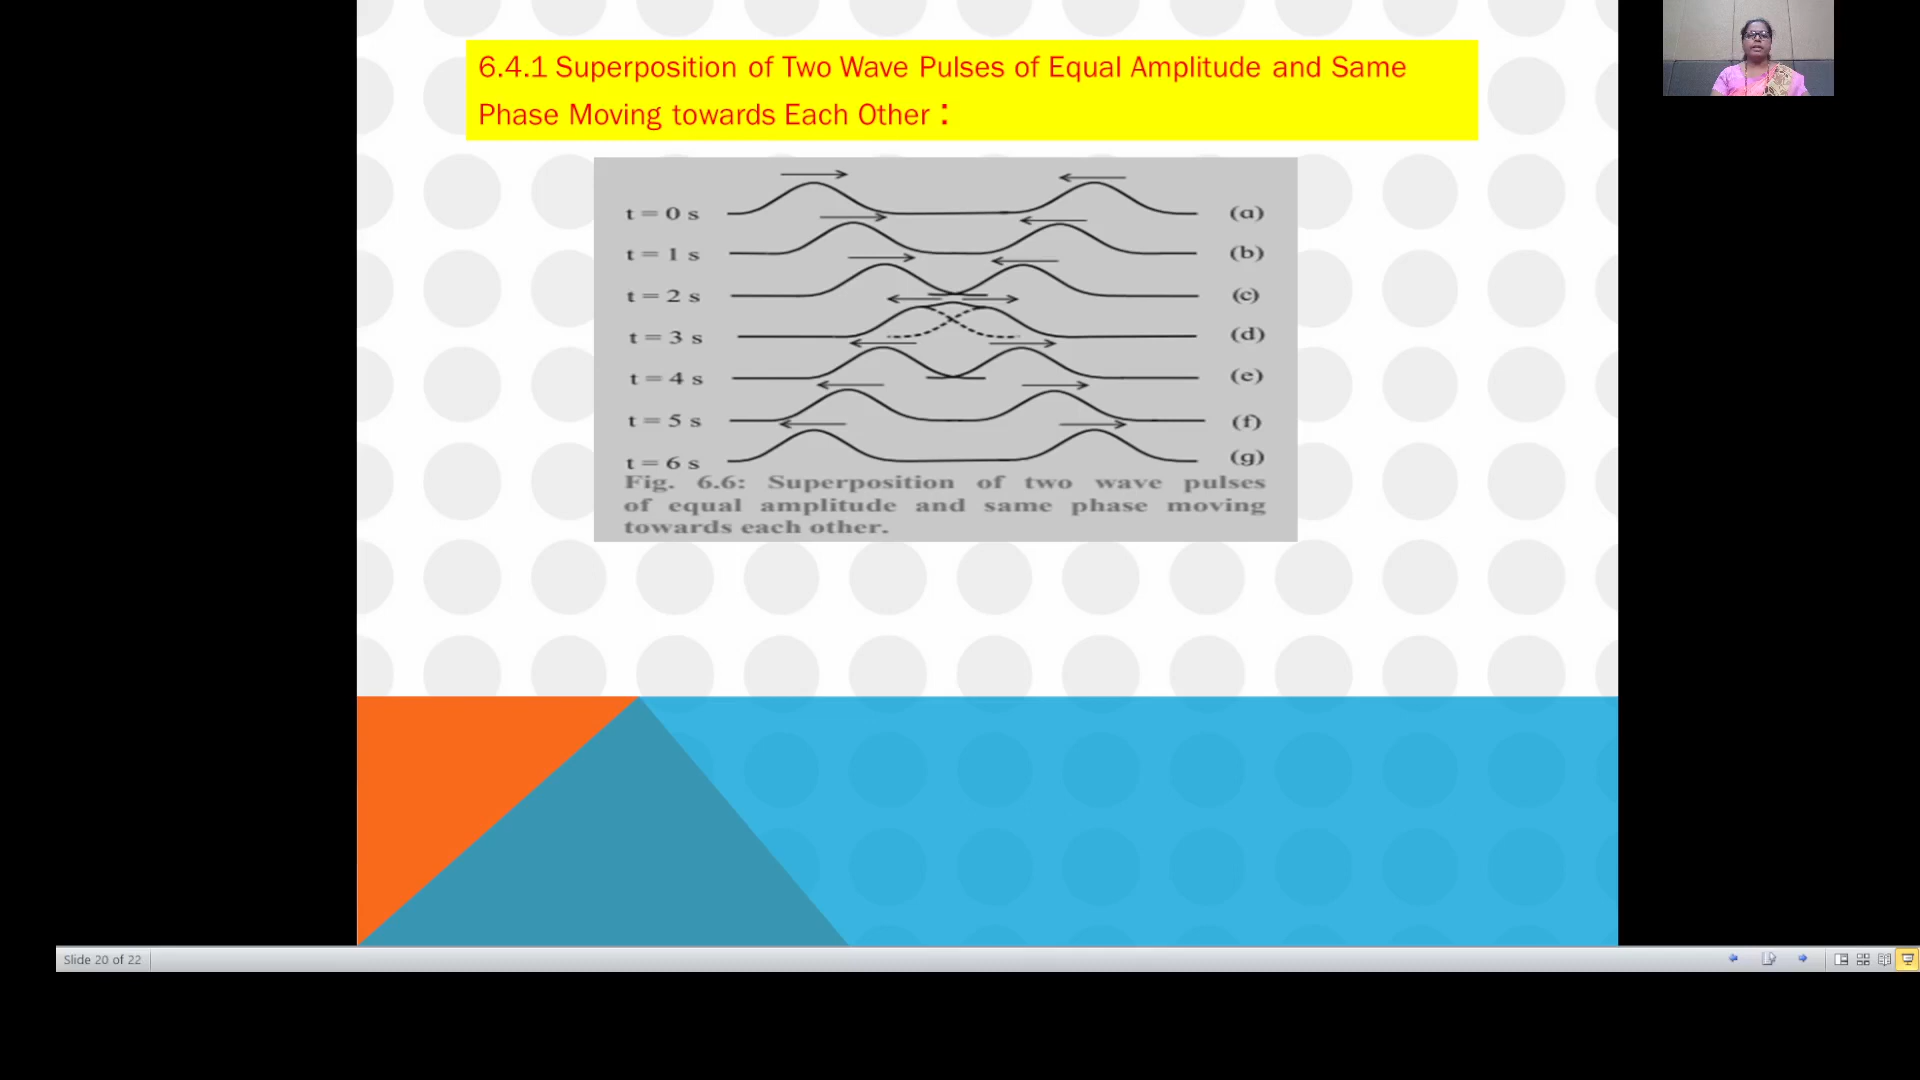 6.4.1 Superposition of Two Wave Pulses of Equal Amplitude and Same
Phase Moving towards Each Other :
t = 0 s (a)
t = 1 s (b)
t = 2 s (c)
t = 3 s (d)
t = 4 s (e)
t = 5 s (f)
t = 6 s (g)
Fig. 6.6: Superposition of two wave pulses
of equal amplitude and same phase moving
towards each other.
Slide 20 of 22